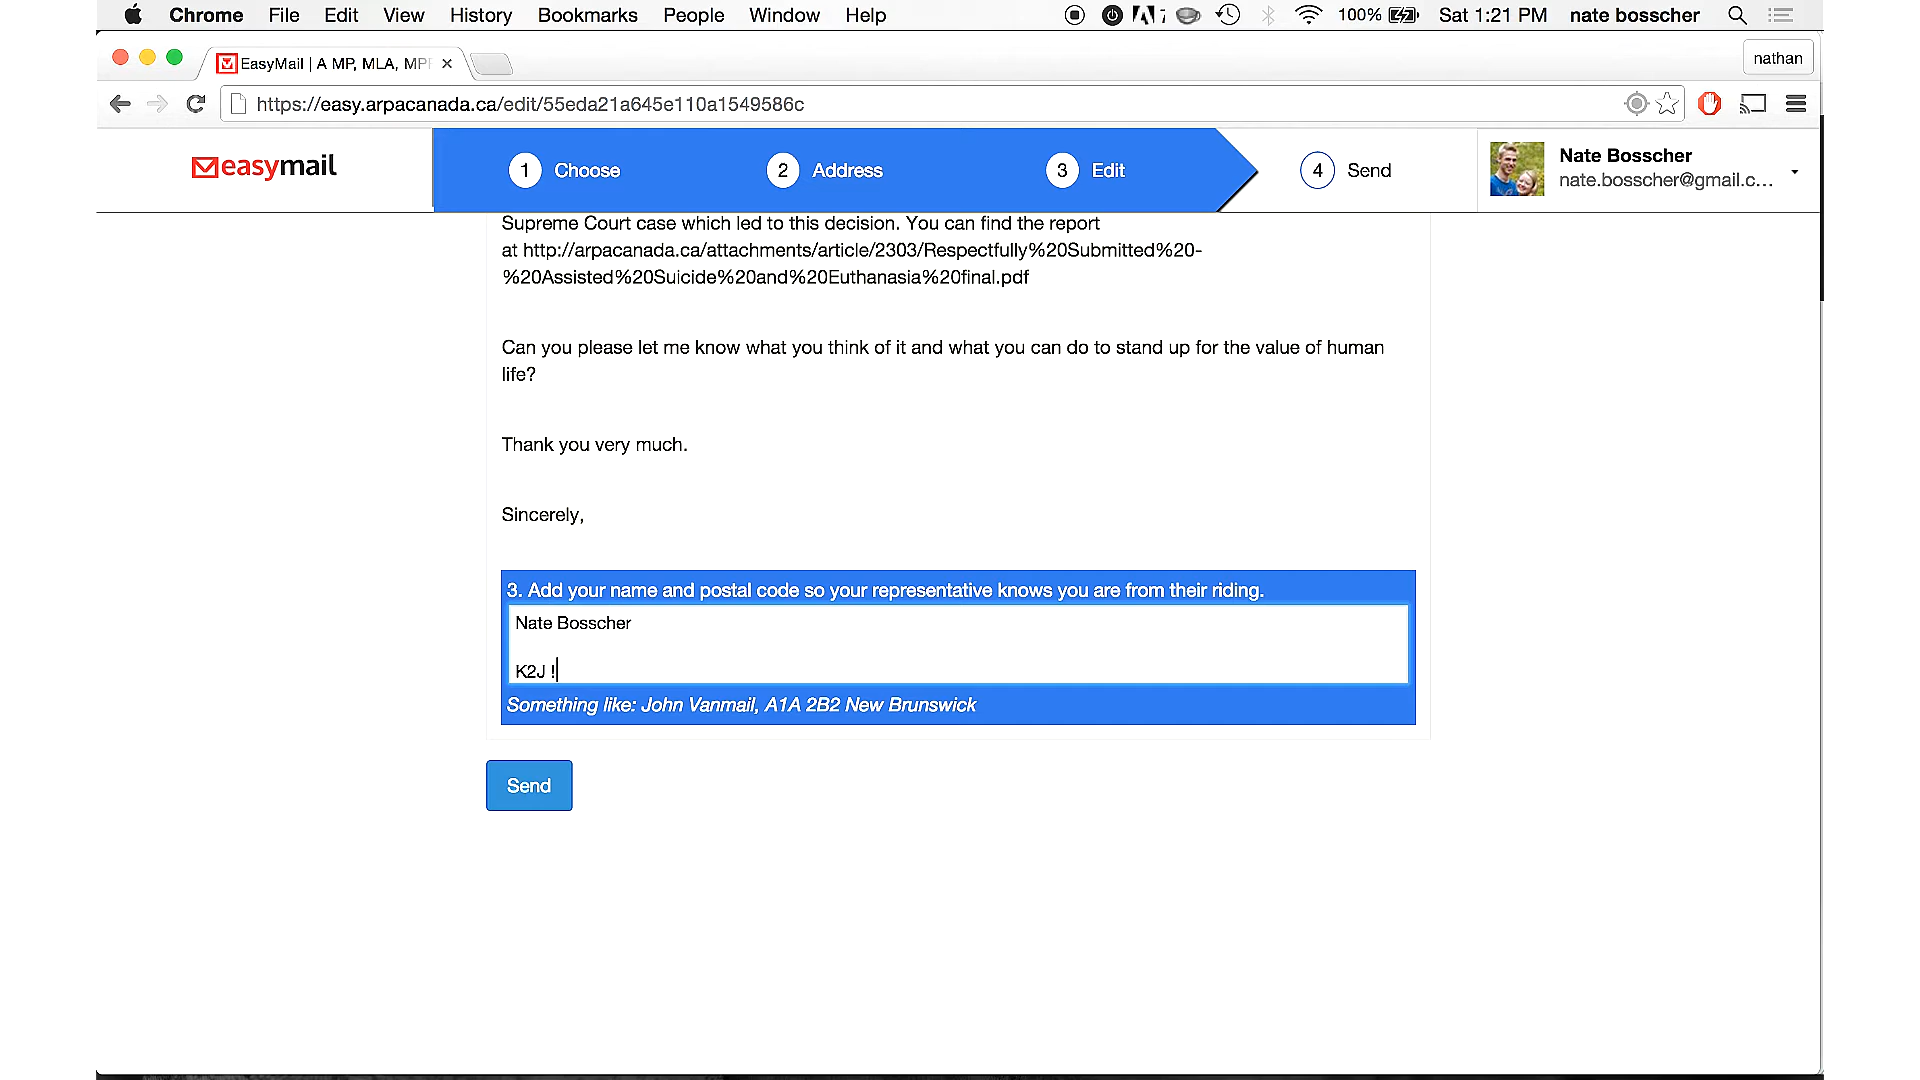 Chrome File Edit View History Bookmarks People Window Help 7 100% Sat 1:21 PM nate bosscher
EasyMail | A MP, MLA, MPP nathan
https://easy.arpacanada.ca/edit/55eda21a645e110a1549586c
easymail 1 Choose 2 Address 3 Edit 4 Send Nate Bosscher
nate.bosscher@gmail.c...
Supreme Court case which led to this decision. You can find the report
at http://arpacanada.ca/attachments/article/2303/Respectfully%20Submitted%20-
%20Assisted%20Suicide%20and%20Euthanasia%20final.pdf
Can you please let me know what you think of it and what you can do to stand up for the value of human
life?
Thank you very much.
Sincerely,
3. Add your name and postal code so your representative knows you are from their riding.
Nate Bosscher
K2J !
Something like: John Vanmail, A1A 2B2 New Brunswick
Send